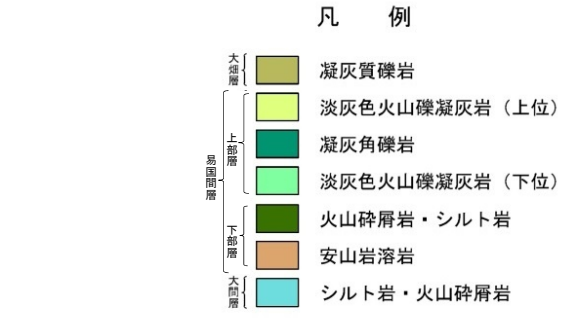 凡 例
大畑層
凝灰質礫岩
易国間層
上部層
淡灰色火山礫凝灰岩（上位）
凝灰角礫岩
淡灰色火山礫凝灰岩（下位）
下部層
火山砕屑岩・シルト岩
安山岩溶岩
大間層
シルト岩・火山砕屑岩